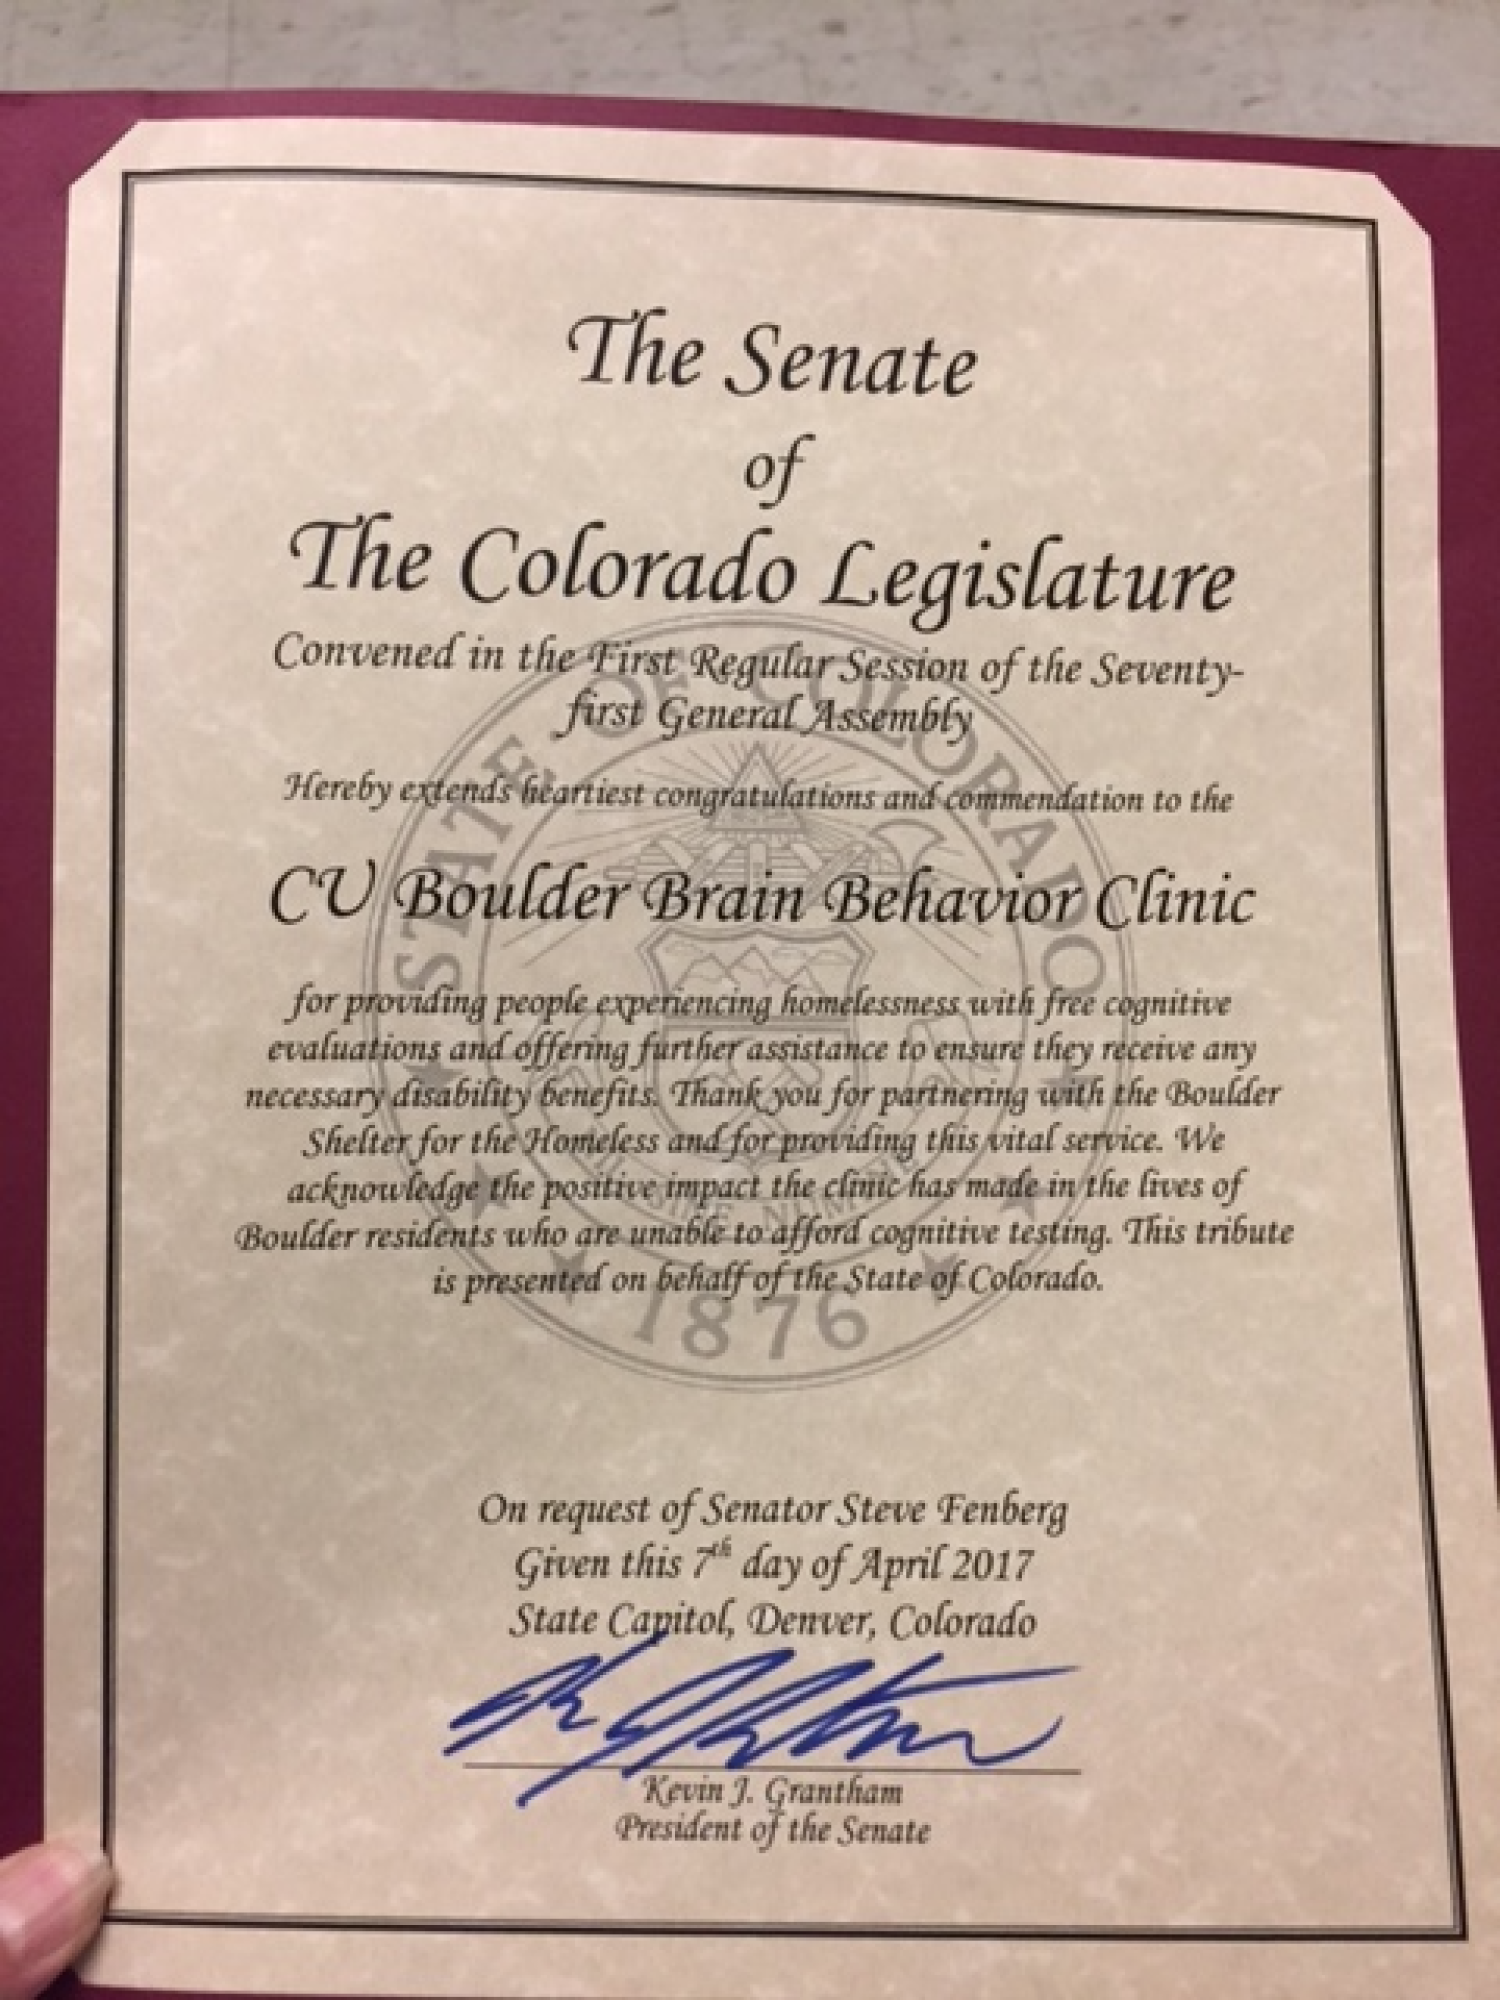 The Senate
of
The Colorado Legislature
Convened in the First Regular Session of the Seventy-
first General Assembly
Hereby extends heartiest congratulations and commendation to the
CU Boulder Brain Behavior Clinic
for providing people experiencing homelessness with free cognitive
evaluations and offering further assistance to ensure they receive any
necessary disability benefits. Thank you for partnering with the Boulder
Shelter for the Homeless and for providing this vital service. We
acknowledge the positive impact the clinic has made in the lives of
Boulder residents who are unable to afford cognitive testing. This tribute
is presented on behalf of the State of Colorado.
STATE OF COLORADO
1876
On request of Senator Steve Fenberg
Given this 7th day of April 2017
State Capitol, Denver, Colorado
Kevin J. Grantham
President of the Senate